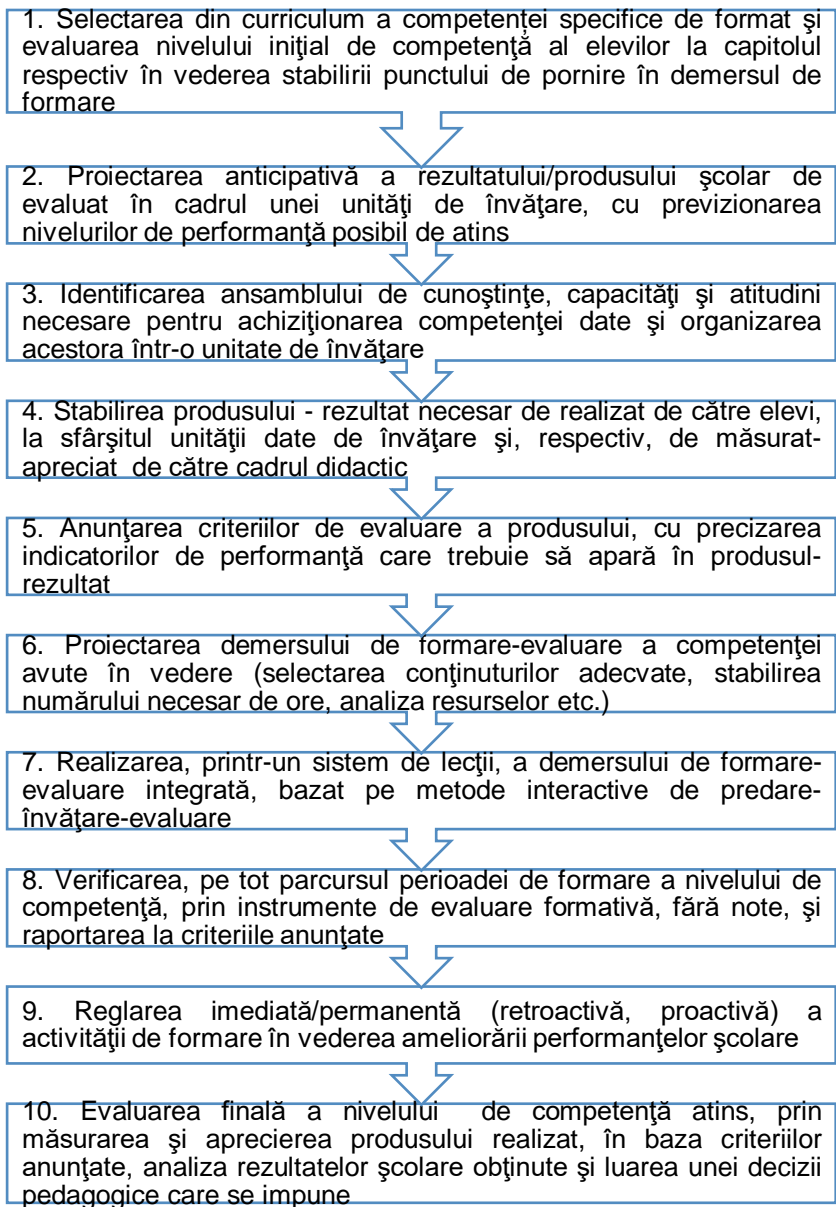 1. Selectarea din curriculum a competenței specifice de format şi
evaluarea nivelului iniţial de competenţă al elevilor la capitolul
respectiv în vederea stabilirii punctului de pornire în demersul de
formare
2. Proiectarea anticipativă a rezultatului/produsului şcolar de
evaluat în cadrul unei unităţi de învăţare, cu previzionarea
nivelurilor de performanţă posibil de atins
3. Identificarea ansamblului de cunoştinţe, capacităţi şi atitudini
necesare pentru achiziţionarea competenţei date şi organizarea
acestora într-o unitate de învăţare
4. Stabilirea produsului - rezultat necesar de realizat de către elevi,
la sfârşitul unităţii date de învăţare şi, respectiv, de măsurat-
apreciat de către cadrul didactic
5. Anunţarea criteriilor de evaluare a produsului, cu precizarea
indicatorilor de performanţă care trebuie să apară în produsul-
rezultat
6. Proiectarea demersului de formare-evaluare a competenţei
avute în vedere (selectarea conţinuturilor adecvate, stabilirea
numărului necesar de ore, analiza resurselor etc.)
7. Realizarea, printr-un sistem de lecţii, a demersului de formare-
evaluare integrată, bazat pe metode interactive de predare-
învăţare-evaluare
8. Verificarea, pe tot parcursul perioadei de formare a nivelului de
competenţă, prin instrumente de evaluare formativă, fără note, şi
raportarea la criteriile anunţate
9. Reglarea imediată/permanentă (retroactivă, proactivă) a
activităţii de formare în vederea ameliorării performanţelor şcolare
10. Evaluarea finală a nivelului de competenţă atins, prin
măsurarea şi aprecierea produsului realizat, în baza criteriilor
anunţate, analiza rezultatelor şcolare obţinute şi luarea unei decizii
pedagogice care se impune